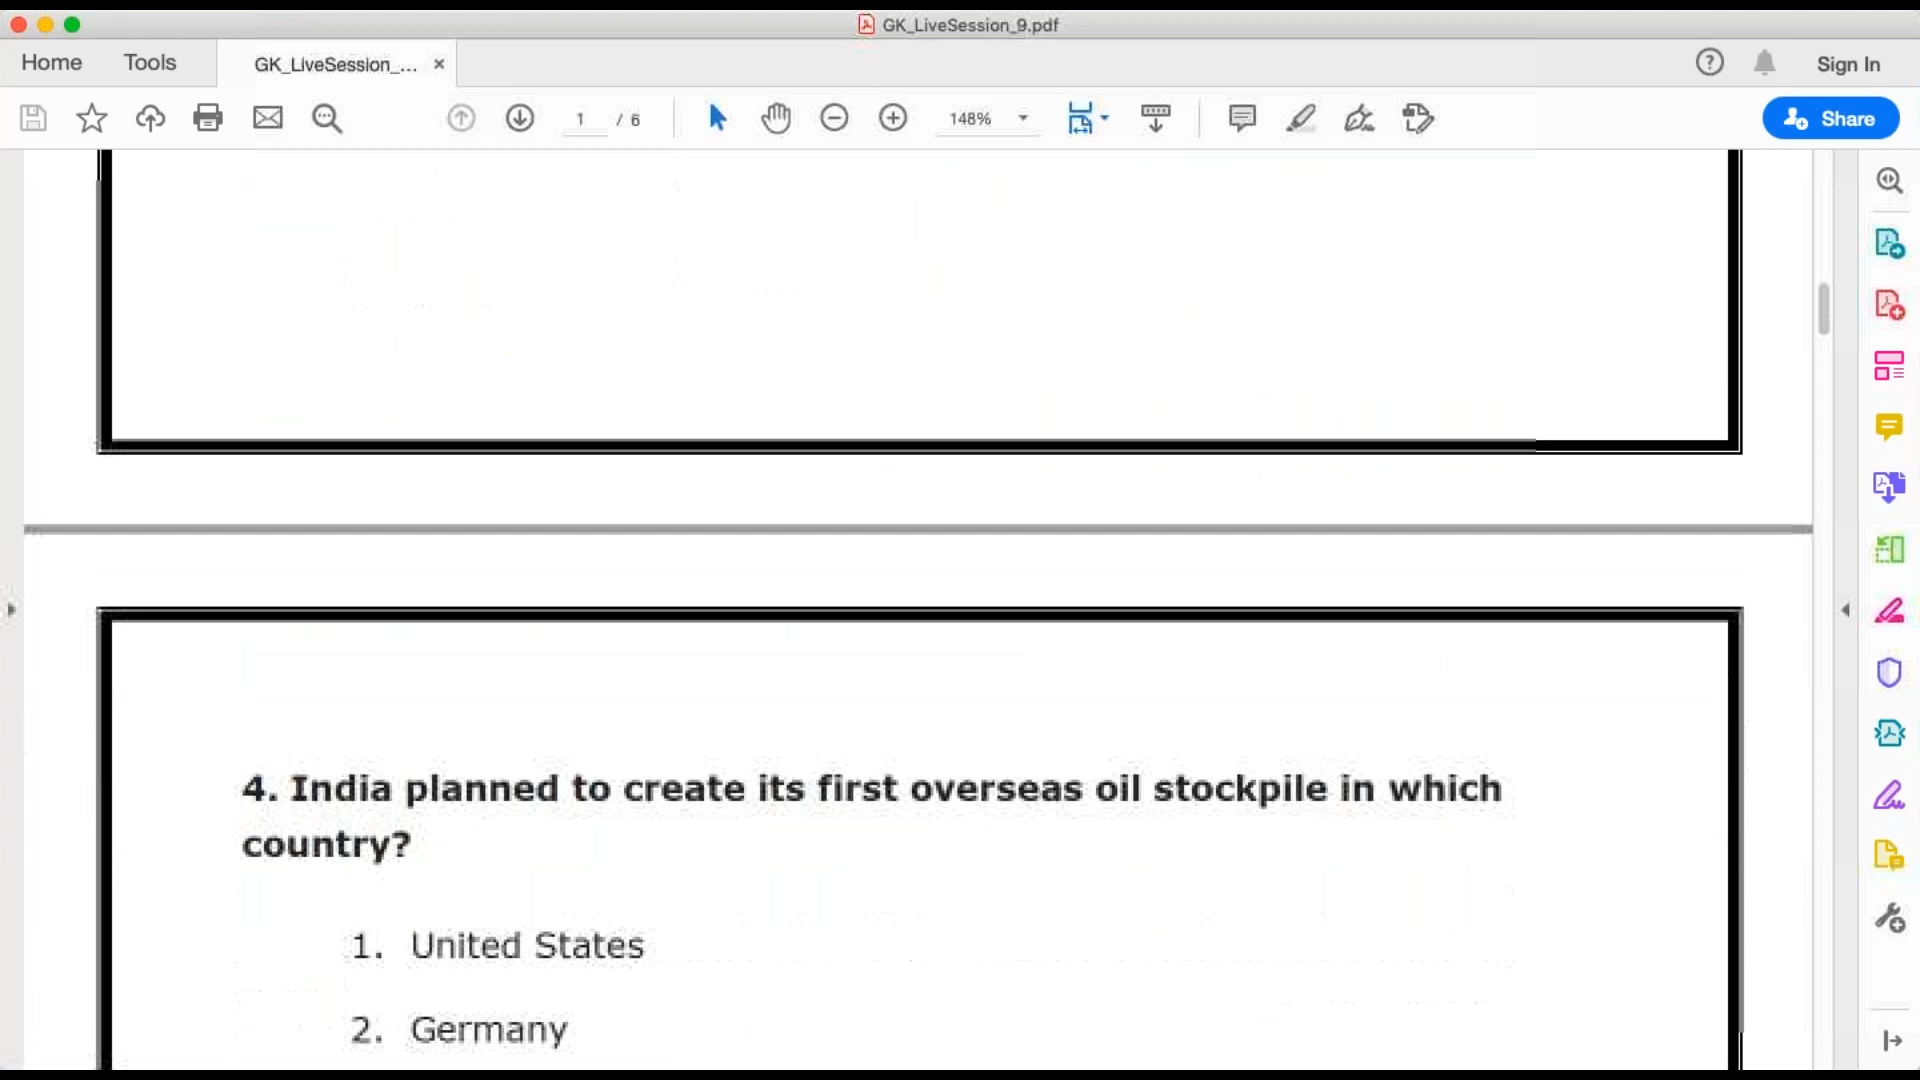 GK_LiveSession_9.pdf
Home Tools GK_LiveSession_... × Sign In
1 / 6 148% Share
4. India planned to create its first overseas oil stockpile in which
country?
1. United States
2. Germany